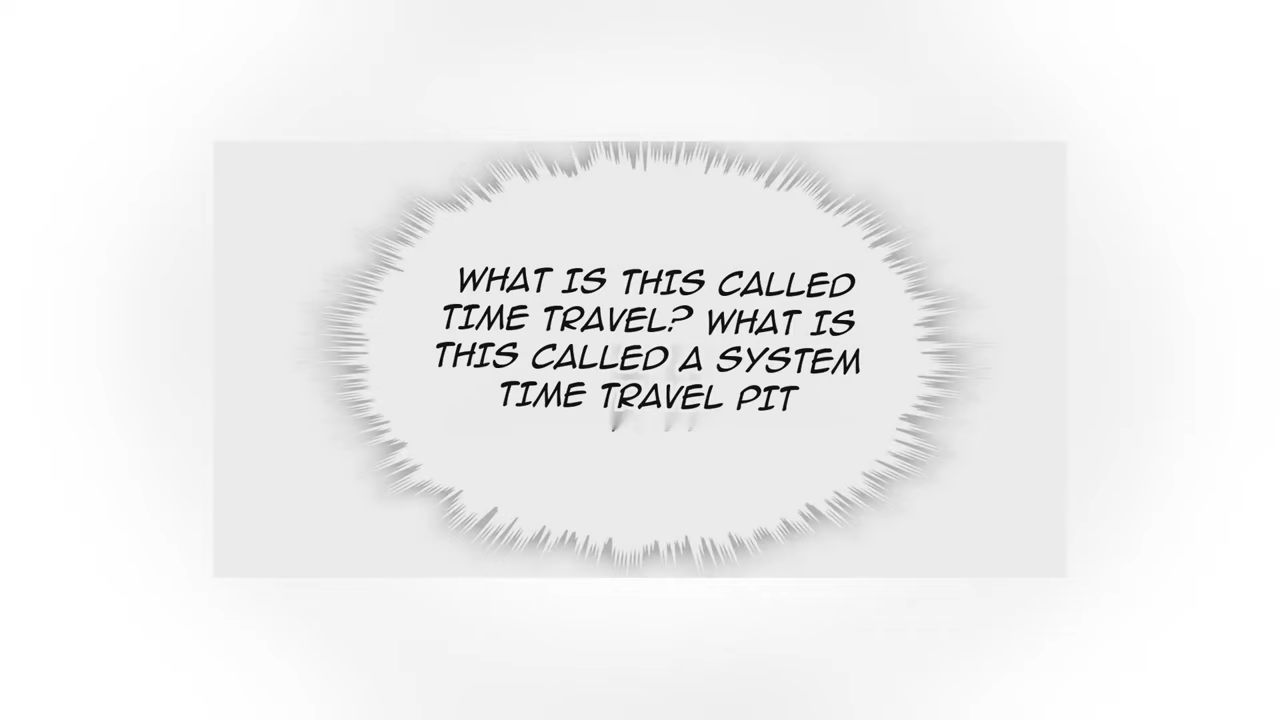 WHAT IS THIS CALLED
TIME TRAVEL? WHAT IS
THIS CALLED A SYSTEM
TIME TRAVEL PIT